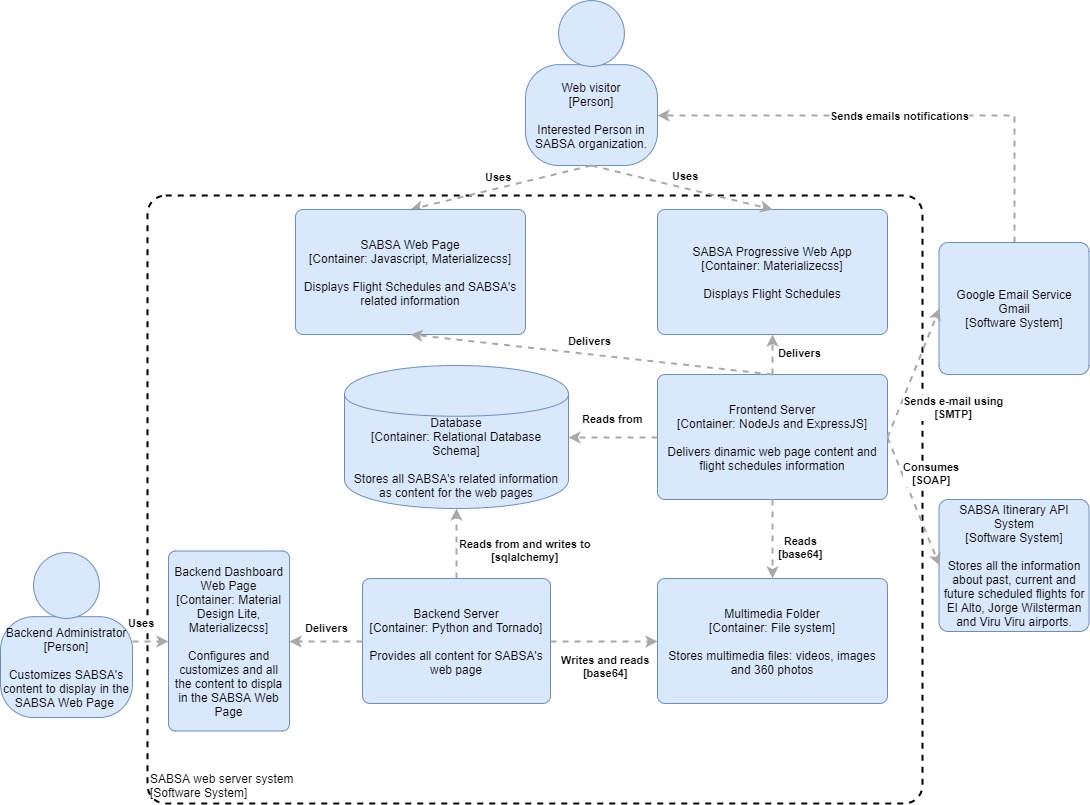 Web visitor
[Person]
Interested Person in
SABSA organization.
Sends emails notifications
Uses
Uses
SABSA Web Page
[Container: Javascript, Materializecss]
Displays Flight Schedules and SABSA's
related information
SABSA Progressive Web App
[Container: Materializecss]
Displays Flight Schedules
Google Email Service
Gmail
[Software System]
Delivers
Delivers
Database
[Container: Relational Database
Schema]
Stores all SABSA's related information
as content for the web pages
Reads from
Frontend Server
[Container: NodeJs and ExpressJS]
Delivers dinamic web page content and
flight schedules information
Sends e-mail using
[SMTP]
Consumes
[SOAP]
SABSA Itinerary API
System
[Software System]
Stores all the information
about past, current and
future scheduled flights for
El Alto, Jorge Wilsterman
and Viru Viru airports.
Reads from and writes to
[sqlalchemy]
Reads
[base64]
Backend Administrator
[Person]
Customizes SABSA's
content to display in the
SABSA Web Page
Uses
Backend Dashboard
Web Page
[Container: Material
Design Lite,
Materializecss]
Configures and
customizes and all
the content to displa
in the SABSA Web
Page
Delivers
Backend Server
[Container: Python and Tornado]
Provides all content for SABSA's
web page
Writes and reads
[base64]
Multimedia Folder
[Container: File system]
Stores multimedia files: videos, images
and 360 photos
SABSA web server system
[Software System]